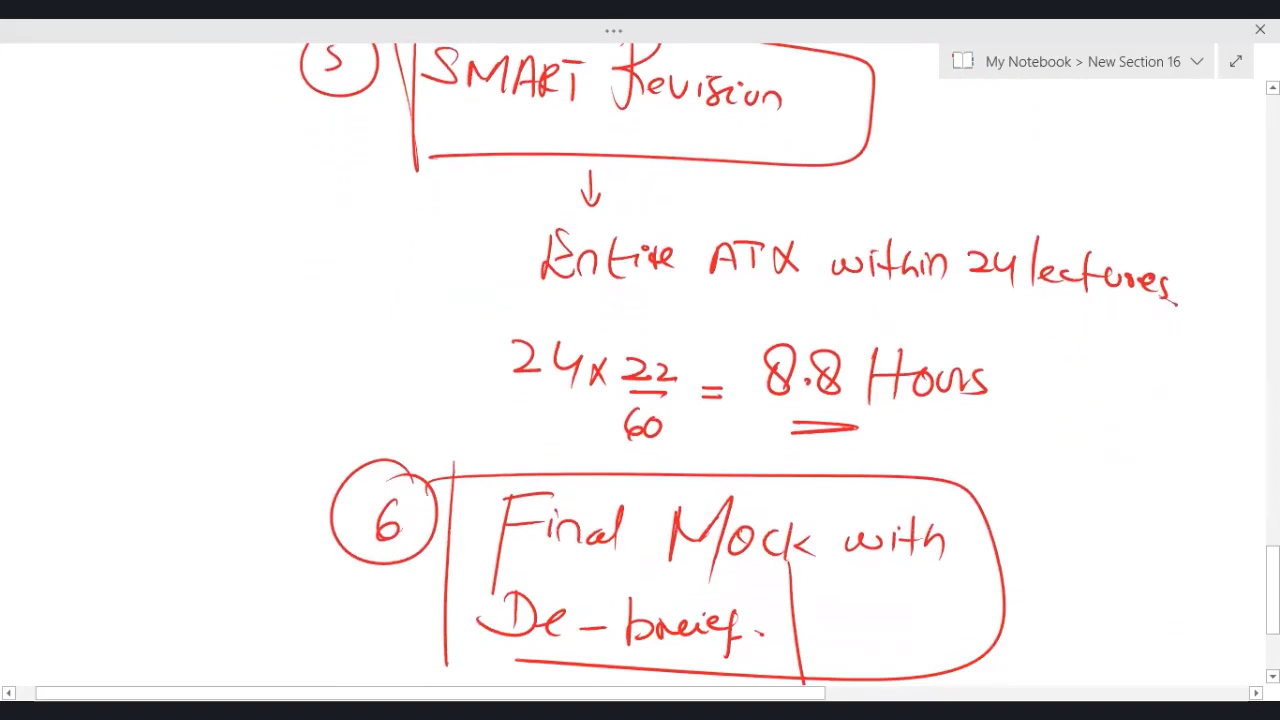 My Notebook > New Section 16
5 SMART Revision
Entire ATX within 24 lectures
24 x 22/60 = 8.8 Hours
6 Final Mock with
De-breief.